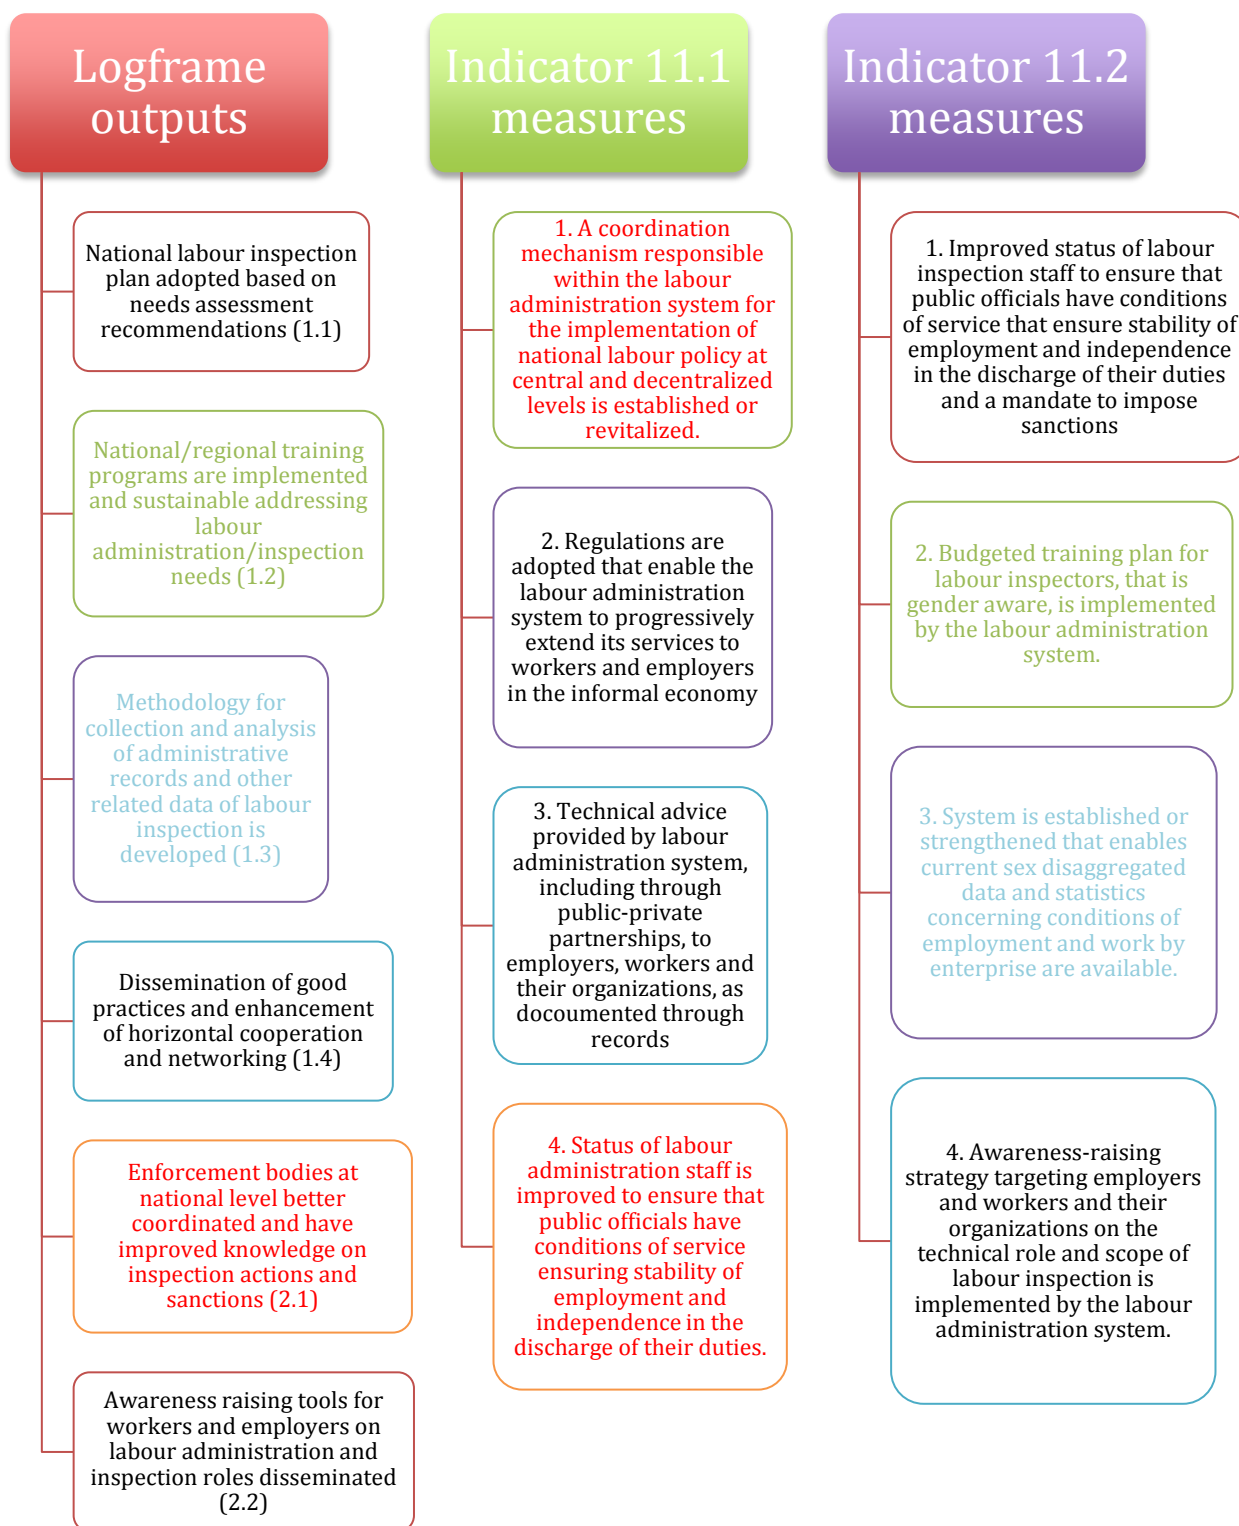 Logframe
outputs
National labour inspection
plan adopted based on
needs assessment
recommendations (1.1)
National/regional training
programs are implemented
and sustainable addressing
labour
administration/inspection
needs (1.2)
Methodology for
collection and analysis
of administrative
records and other
related data of labour
inspection is
developed (1.3)
Dissemination of good
practices and enhancement
of horizontal cooperation
and networking (1.4)
Enforcement bodies at
national level better
coordinated and have
improved knowledge on
inspection actions and
sanctions (2.1)
Awareness raising tools for
workers and employers on
labour administration and
inspection roles disseminated
(2.2)
Indicator 11.1
measures
1. A coordination
mechanism responsible
within the labour
administration system for
the implementation of
national labour policy at
central and decentralized
levels is established or
revitalized.
2. Regulations are
adopted that enable the
labour administration
system to progressively
extend its services to
workers and employers
in the informal economy
3. Technical advice
provided by labour
administration system,
including through
public-private
partnerships, to
employers, workers and
their organizations, as
docoumented through
records
4. Status of labour
administration staff is
improved to ensure that
public officials have
conditions of service
ensuring stability of
employment and
independence in the
discharge of their duties.
Indicator 11.2
measures
1. Improved status of labour
inspection staff to ensure that
public officials have conditions
of service that ensure stability of
employment and independence
in the discharge of their duties
and a mandate to impose
sanctions
2. Budgeted training plan for
labour inspectors, that is
gender aware, is implemented
by the labour administration
system.
3. System is established or
strengthened that enables
current sex disaggregated
data and statistics
concerning conditions of
employment and work by
enterprise are available.
4. Awareness-raising
strategy targeting employers
and workers and their
organizations on the
technical role and scope of
labour inspection is
implemented by the labour
administration system.